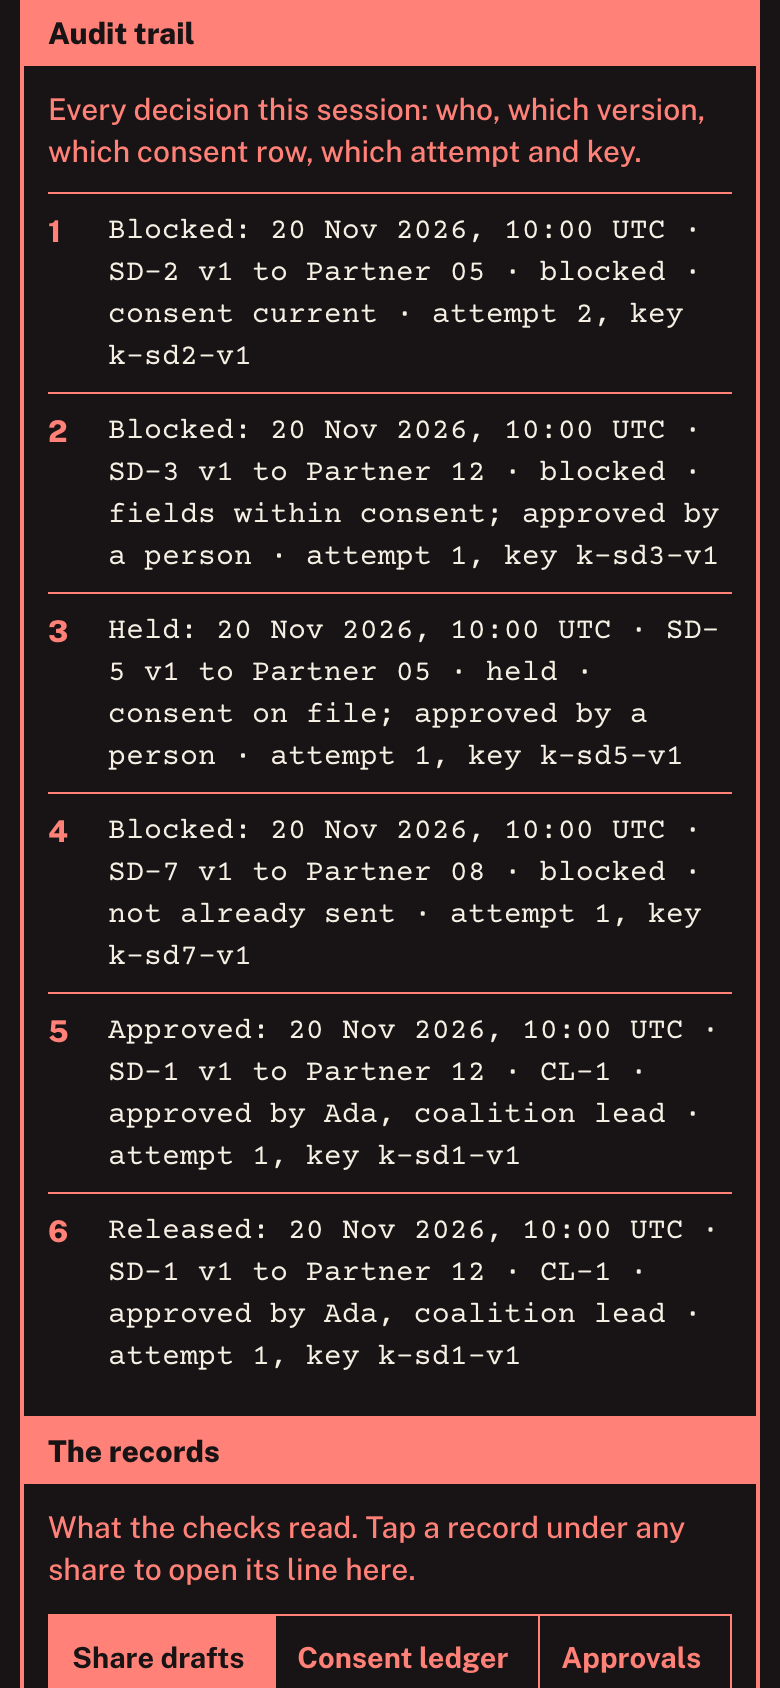 Audit trail
Every decision this session: who, which version,
which consent row, which attempt and key.
1
Blocked: 20 Nov 2026, 10:00 UTC ·
SD-2 v1 to Partner 05 · blocked ·
consent current · attempt 2, key
k-sd2-v1
2
Blocked: 20 Nov 2026, 10:00 UTC ·
SD-3 v1 to Partner 12 · blocked ·
fields within consent; approved by
a person · attempt 1, key k-sd3-v1
3
Held: 20 Nov 2026, 10:00 UTC · SD-
5 v1 to Partner 05 · held ·
consent on file; approved by a
person · attempt 1, key k-sd5-v1
4
Blocked: 20 Nov 2026, 10:00 UTC ·
SD-7 v1 to Partner 08 · blocked ·
not already sent · attempt 1, key
k-sd7-v1
5
Approved: 20 Nov 2026, 10:00 UTC ·
SD-1 v1 to Partner 12 · CL-1 ·
approved by Ada, coalition lead ·
attempt 1, key k-sd1-v1
6
Released: 20 Nov 2026, 10:00 UTC ·
SD-1 v1 to Partner 12 · CL-1 ·
approved by Ada, coalition lead ·
attempt 1, key k-sd1-v1
The records
What the checks read. Tap a record under any
share to open its line here.
Share drafts
Consent ledger
Approvals